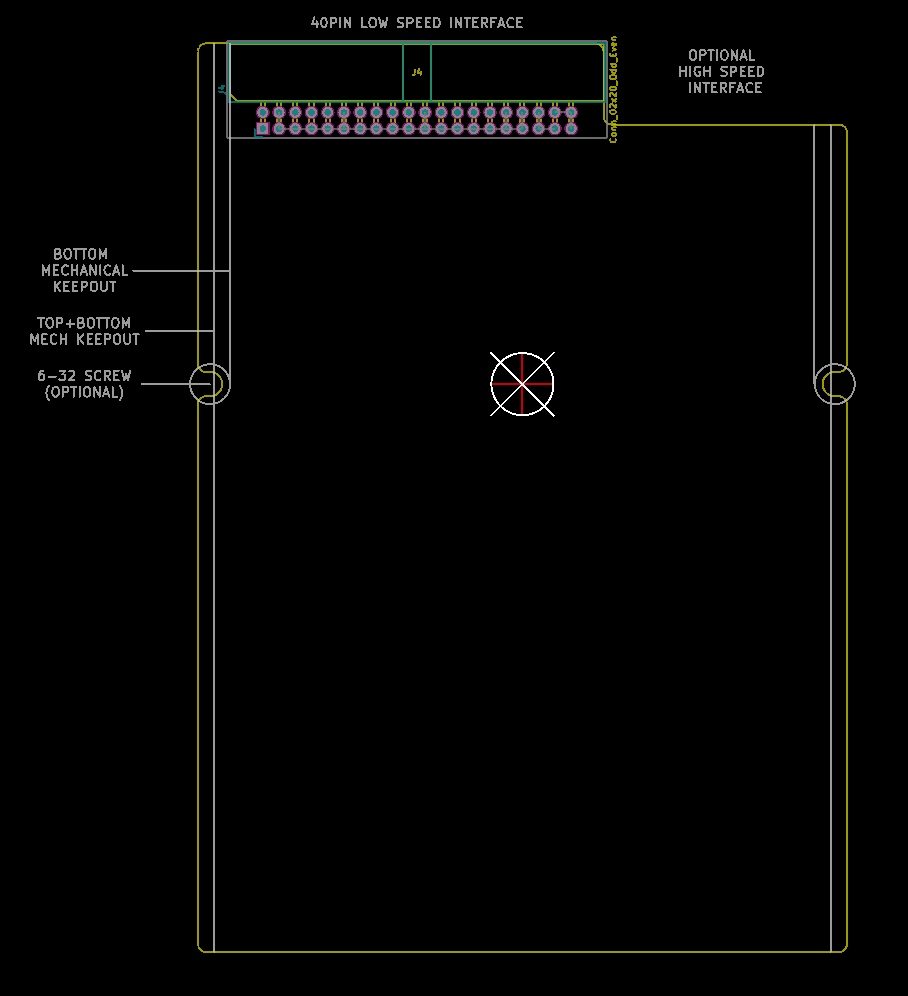 40PIN LOW SPEED INTERFACE
OPTIONAL
HIGH SPEED
INTERFACE
J4
J4
Conn_02x20_Odd_Even
BOTTOM
MECHANICAL
KEEPOUT
TOP+BOTTOM
MECH KEEPOUT
6-32 SCREW
(OPTIONAL)